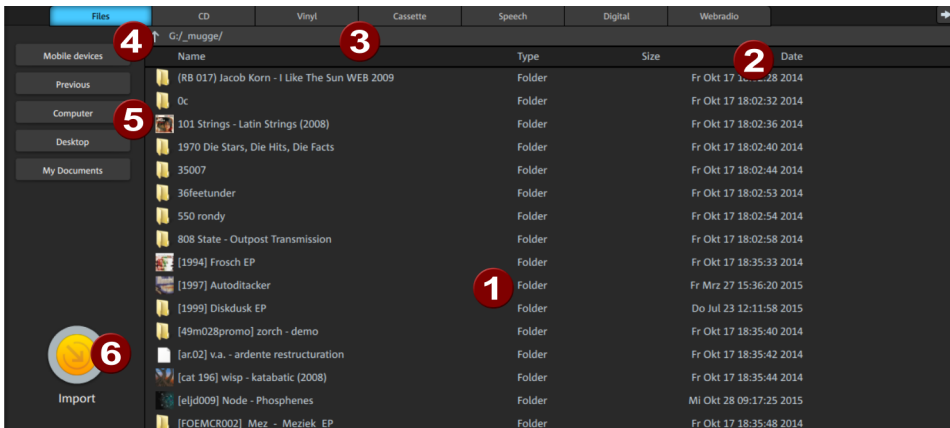 Files CD Vinyl Cassette Speech Digital Webradio
4 3
G:/_mugge/
Mobile devices
Name Type Size 2 Date
(RB 017) Jacob Korn - I Like The Sun WEB 2009 Folder Fr Okt 17 28 2014
Previous
0c Folder Fr Okt 17 18:02:32 2014
Computer 5
101 Strings - Latin Strings (2008) Folder Fr Okt 17 18:02:36 2014
Desktop
1970 Die Stars, Die Hits, Die Facts Folder Fr Okt 17 18:02:40 2014
My Documents
35007 Folder Fr Okt 17 18:02:44 2014
36feetunder Folder Fr Okt 17 18:02:53 2014
550 rondy Folder Fr Okt 17 18:02:54 2014
808 State - Outpost Transmission Folder Fr Okt 17 18:02:58 2014
[1994] Frosch EP Folder Fr Okt 17 18:35:33 2014
[1997] Autoditacker 1 Folder Fr Mrz 27 15:36:20 2015
[1999] Diskdusk EP Folder Do Jul 23 12:11:58 2015
[49m028promo] zorch - demo Folder Fr Okt 17 18:35:40 2014
6
[ar.02] v.a. - ardente restructuration Folder Fr Okt 17 18:35:42 2014
[cat 196] wisp - katabatic (2008) Folder Fr Okt 17 18:35:44 2014
Import
[eljd009] Node - Phosphenes Folder Mi Okt 28 09:17:25 2015
[FOEMCR002] Mez - Meziek EP Folder Fr Okt 17 18:35:48 2014